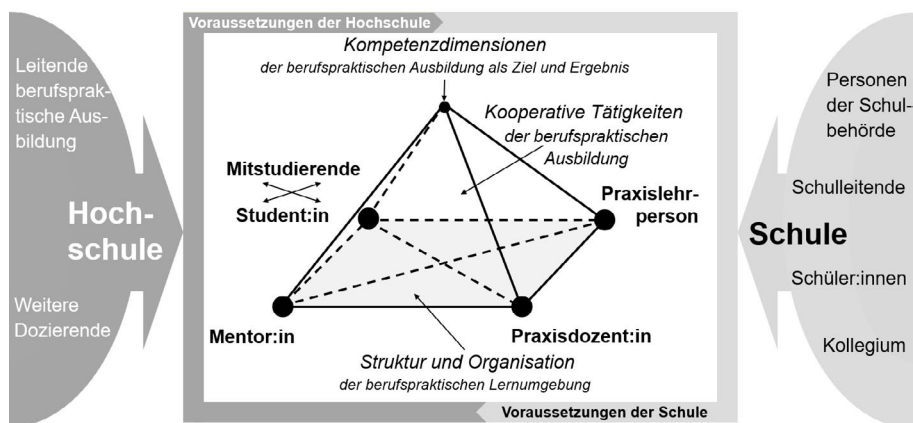 Voraussetzungen der Hochschule
Leitende
berufsprak-
tische Aus-
bildung
Hoch-
schule
Weitere
Dozierende
Kompetenzdimensionen
der berufspraktischen Ausbildung als Ziel und Ergebnis
Kooperative Tätigkeiten
der berufspraktischen
Ausbildung
Mitstudierende
Student:in
Praxislehr-
person
Mentor:in
Praxisdozent:in
Struktur und Organisation
der berufspraktischen Lernumgebung
Voraussetzungen der Schule
Personen
der Schul-
behörde
Schulleitende
Schule
Schüler:innen
Kollegium